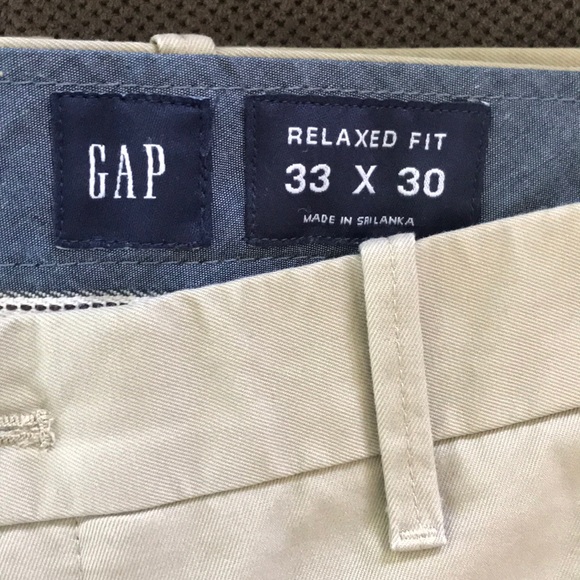 GAP
RELAXED FIT
33 X 30
MADE IN SRI LANKA